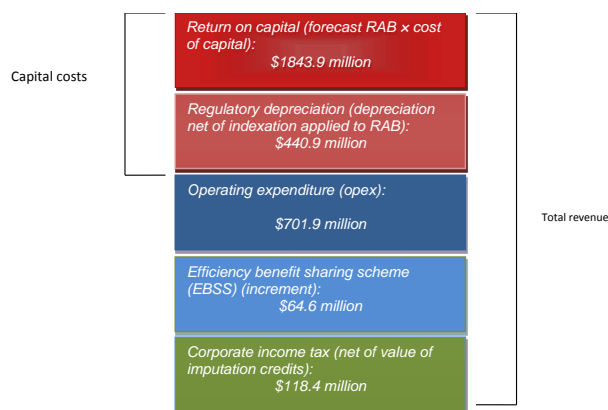 Return on capital (forecast RAB × cost
of capital):
$1843.9 million
Capital costs
Regulatory depreciation (depreciation
net of indexation applied to RAB):
$440.9 million
Operating expenditure (opex):
$701.9 million
Total revenue
Efficiency benefit sharing scheme
(EBSS) (increment):
$64.6 million
Corporate income tax (net of value of
imputation credits):
$118.4 million